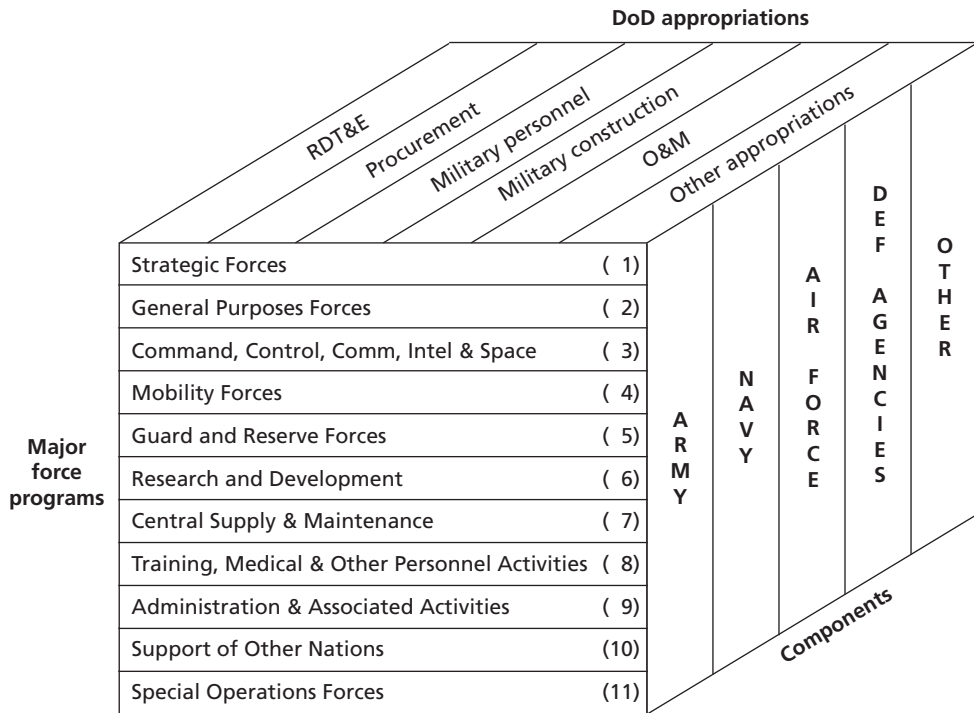 DoD appropriations
RDT&E
Procurement
Military personnel
Military construction
O&M
Other appropriations
Major
force
programs
Strategic Forces ( 1)
General Purposes Forces ( 2)
Command, Control, Comm, Intel & Space ( 3)
Mobility Forces ( 4)
Guard and Reserve Forces ( 5)
Research and Development ( 6)
Central Supply & Maintenance ( 7)
Training, Medical & Other Personnel Activities ( 8)
Administration & Associated Activities ( 9)
Support of Other Nations (10)
Special Operations Forces (11)
ARMY
NAVY
AIR FORCE
DEF AGENCIES
OTHER
Components